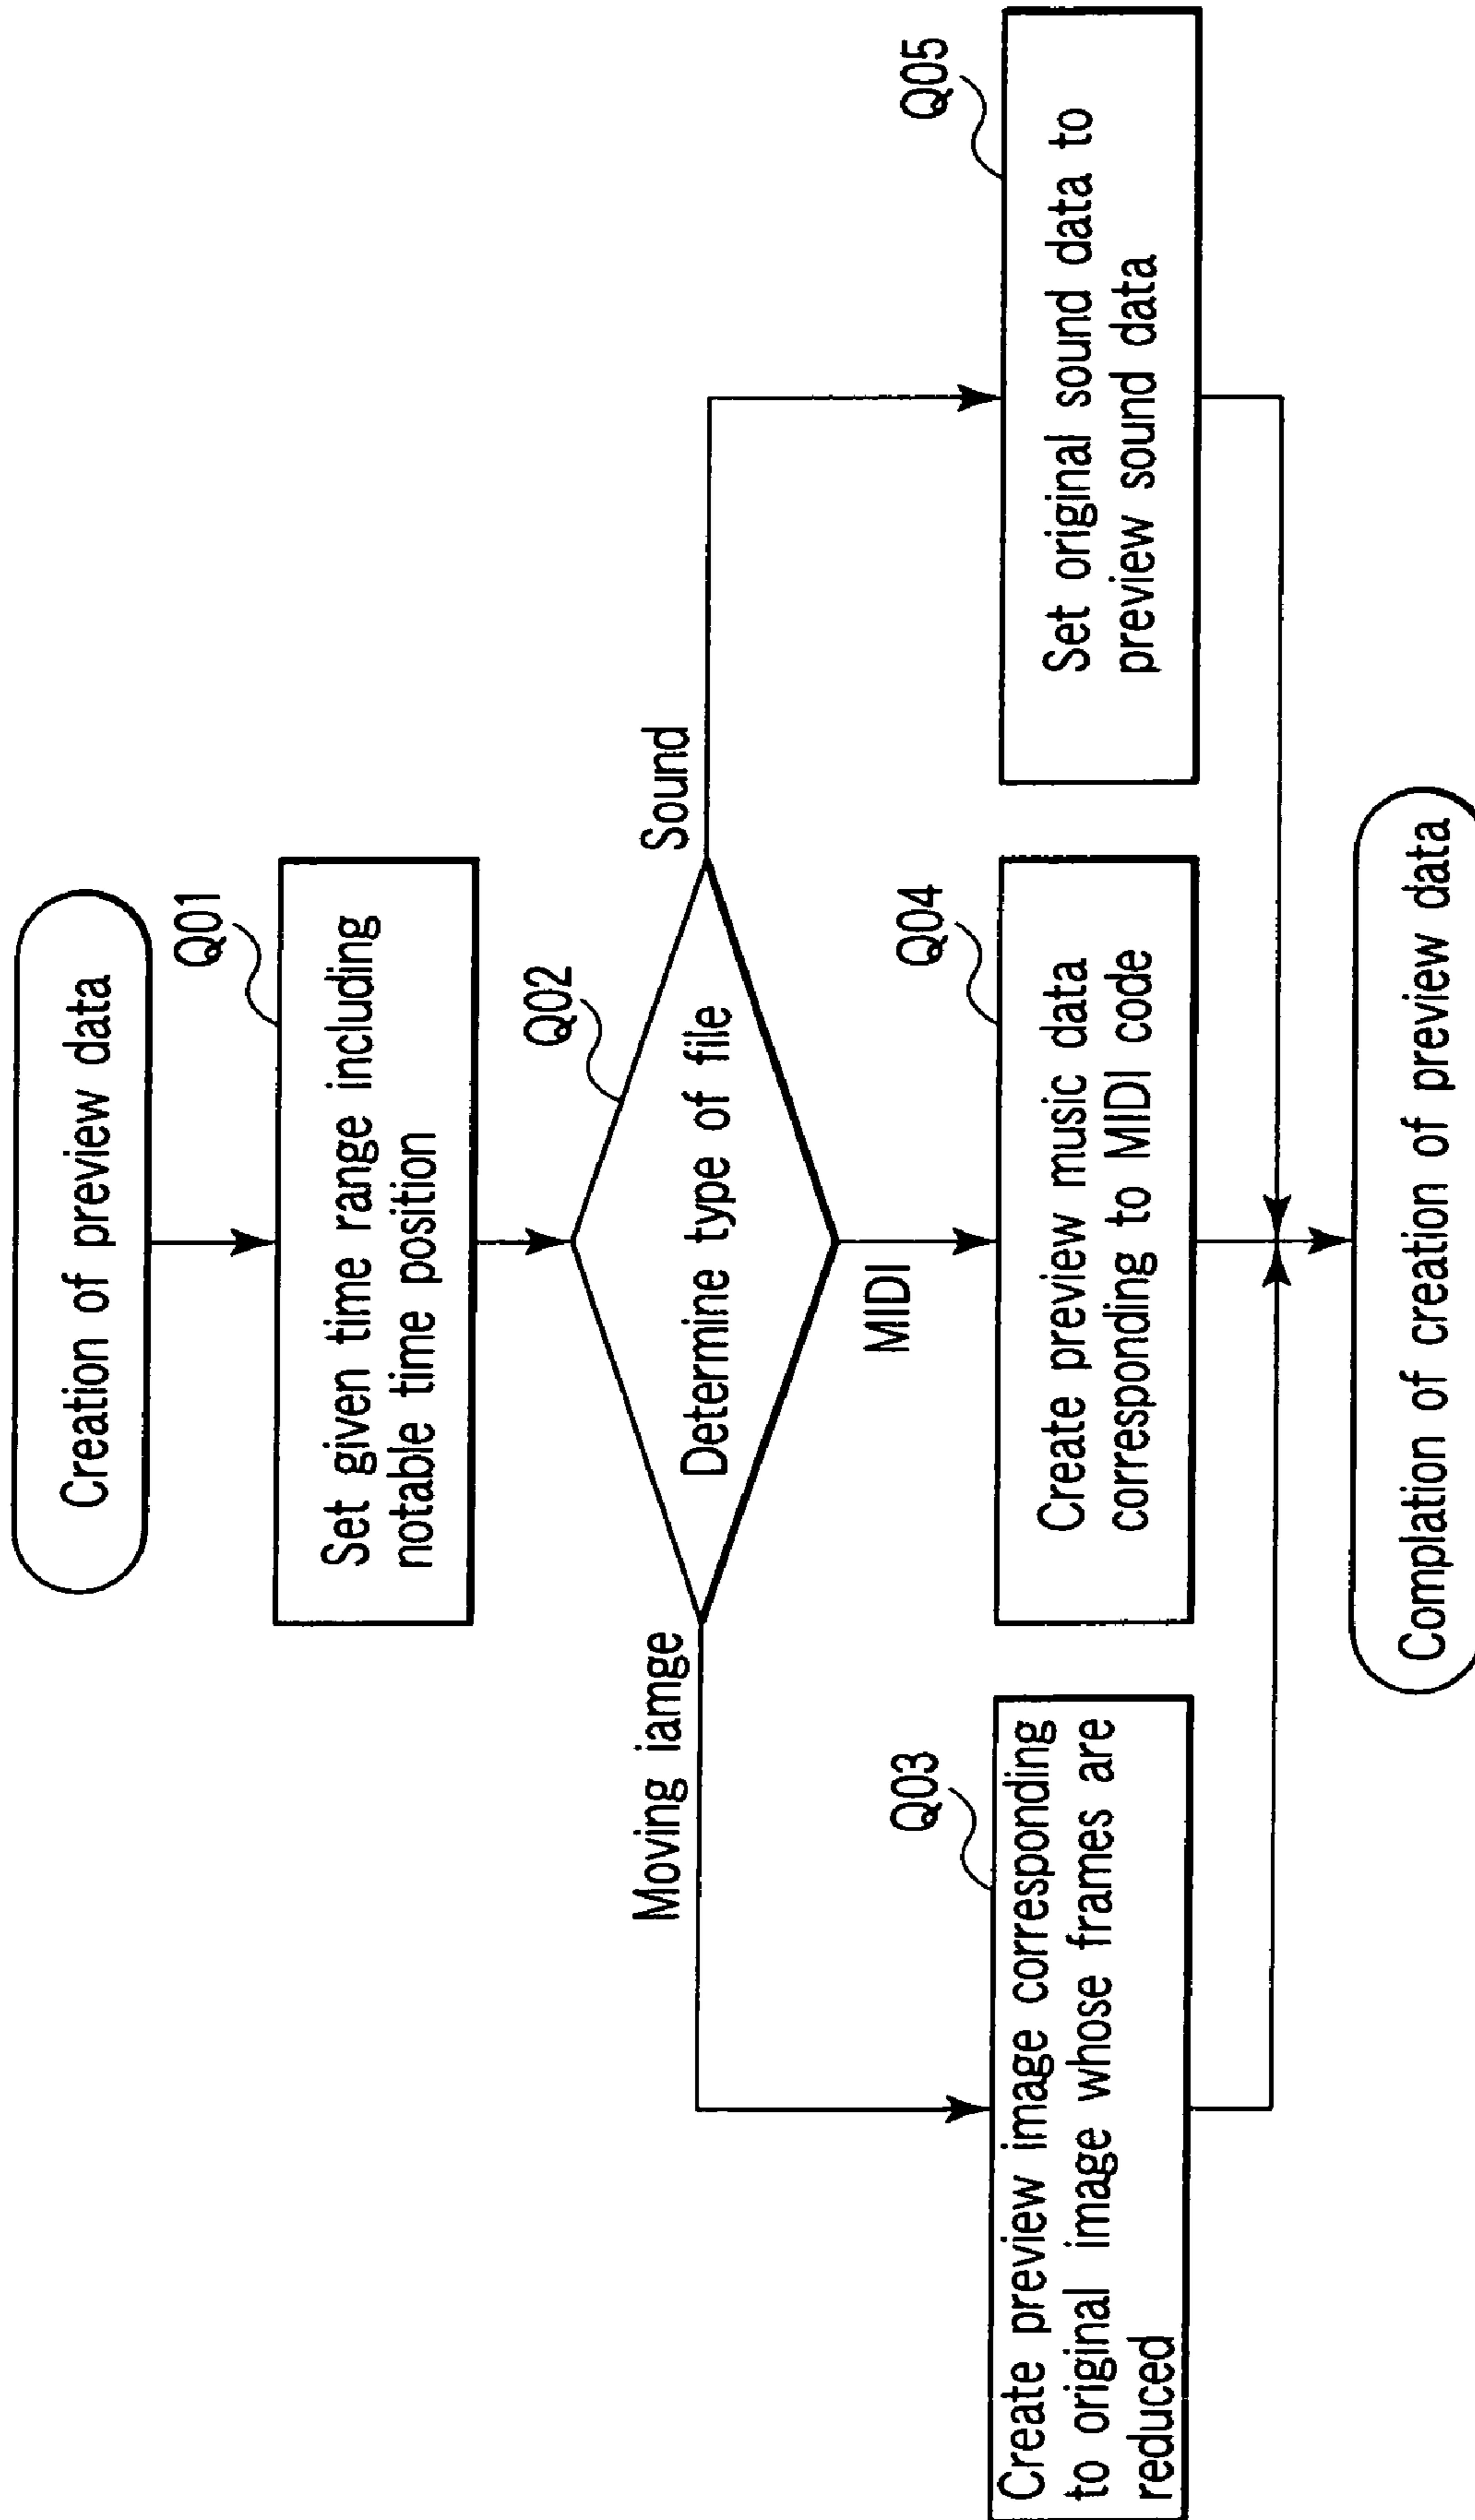 Creation of preview data
Q01
Set given time range including
notable time position
Q02
Determine type of file
Moving iamge
Sound
MIDI
Q03
Create preview image corresponding
to original image whose frames are
reduced
Q04
Create preview music data
corresponding to MIDI code
Q05
Set original sound data to
preview sound data
Complation of creation of preview data